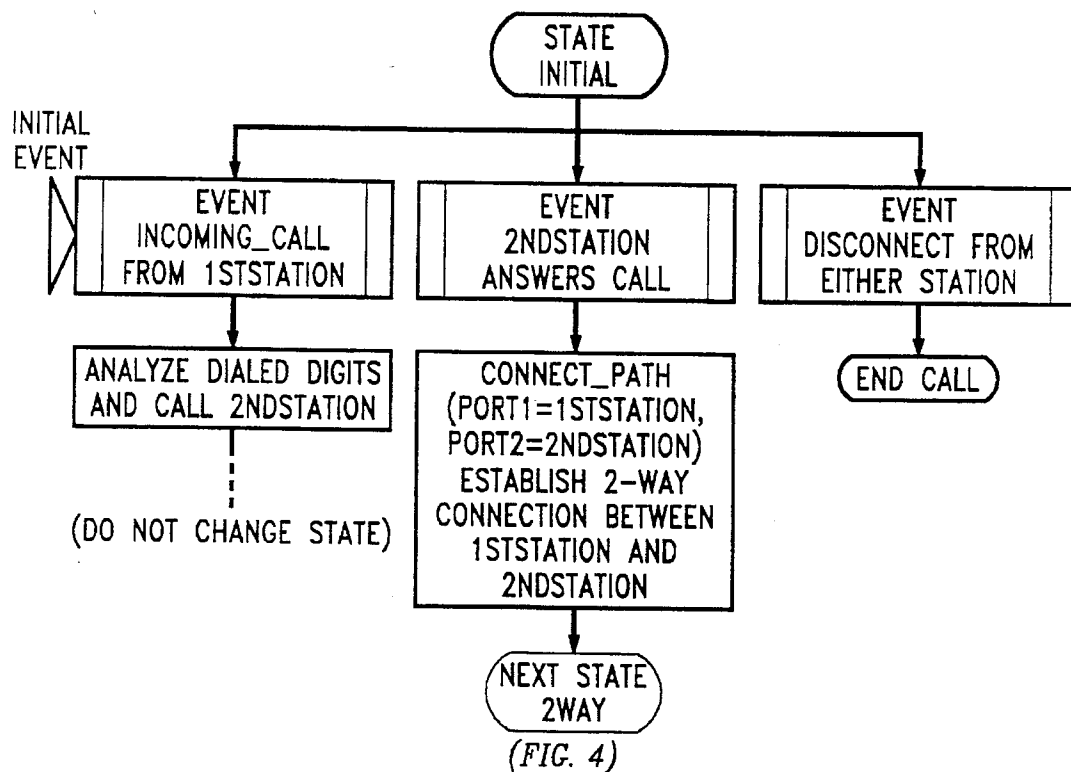 STATE
INITIAL
INITIAL
EVENT
EVENT
INCOMING_CALL
FROM 1STSTATION
EVENT
2NDSTATION
ANSWERS CALL
EVENT
DISCONNECT FROM
EITHER STATION
ANALYZE DIALED DIGITS
AND CALL 2NDSTATION
(DO NOT CHANGE STATE)
CONNECT_PATH
(PORT1=1STSTATION,
PORT2=2NDSTATION)
ESTABLISH 2-WAY
CONNECTION BETWEEN
1STSTATION AND
2NDSTATION
END CALL
NEXT STATE
2WAY
(FIG. 4)